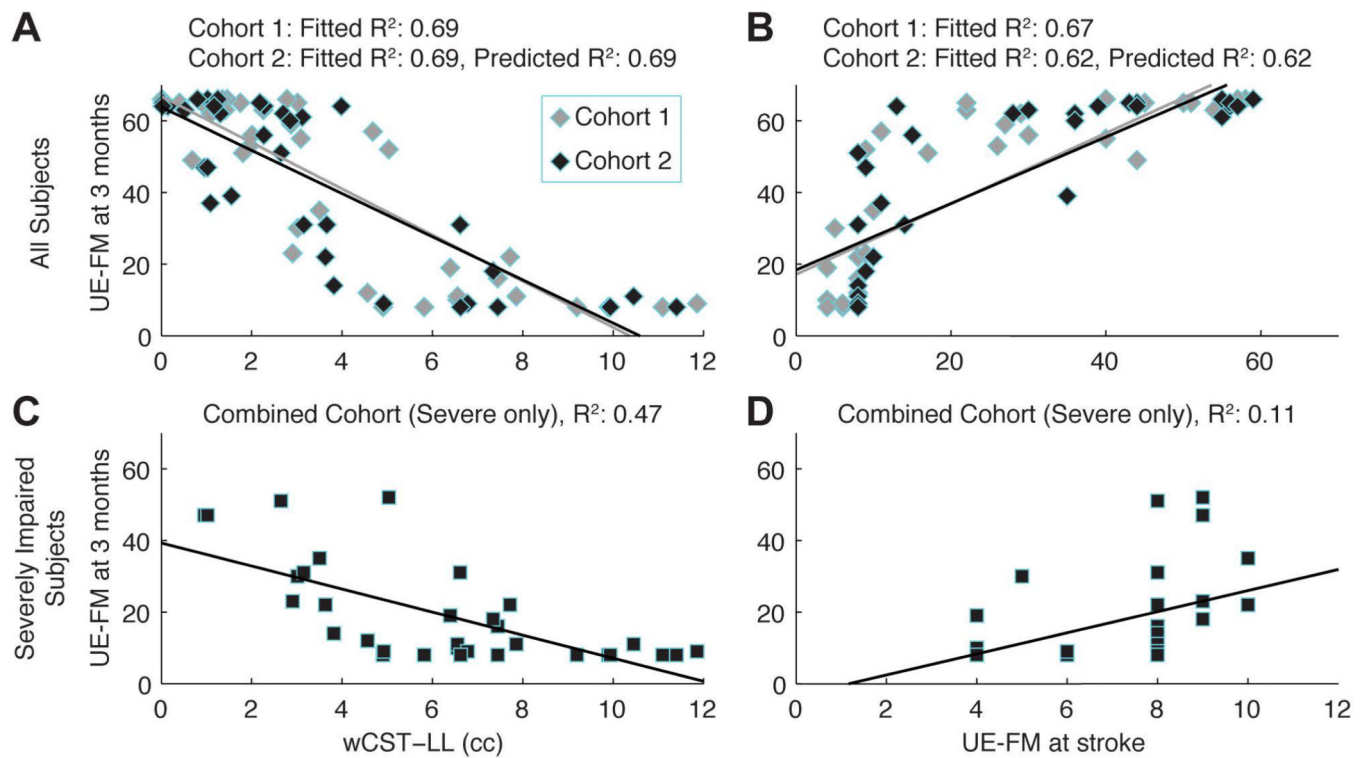 A
Cohort 1: Fitted R²: 0.69
Cohort 2: Fitted R²: 0.69, Predicted R²: 0.69
B
Cohort 1: Fitted R²: 0.67
Cohort 2: Fitted R²: 0.62, Predicted R²: 0.62
All Subjects
UE-FM at 3 months
60
40
20
0
Cohort 1
Cohort 2
0 2 4 6 8 10 12
60
40
20
0
0 20 40 60
C
Combined Cohort (Severe only), R²: 0.47
D
Combined Cohort (Severe only), R²: 0.11
Severely Impaired
Subjects
UE-FM at 3 months
60
40
20
0
0 2 4 6 8 10 12
wCST–LL (cc)
60
40
20
0
0 2 4 6 8 10 12
UE-FM at stroke